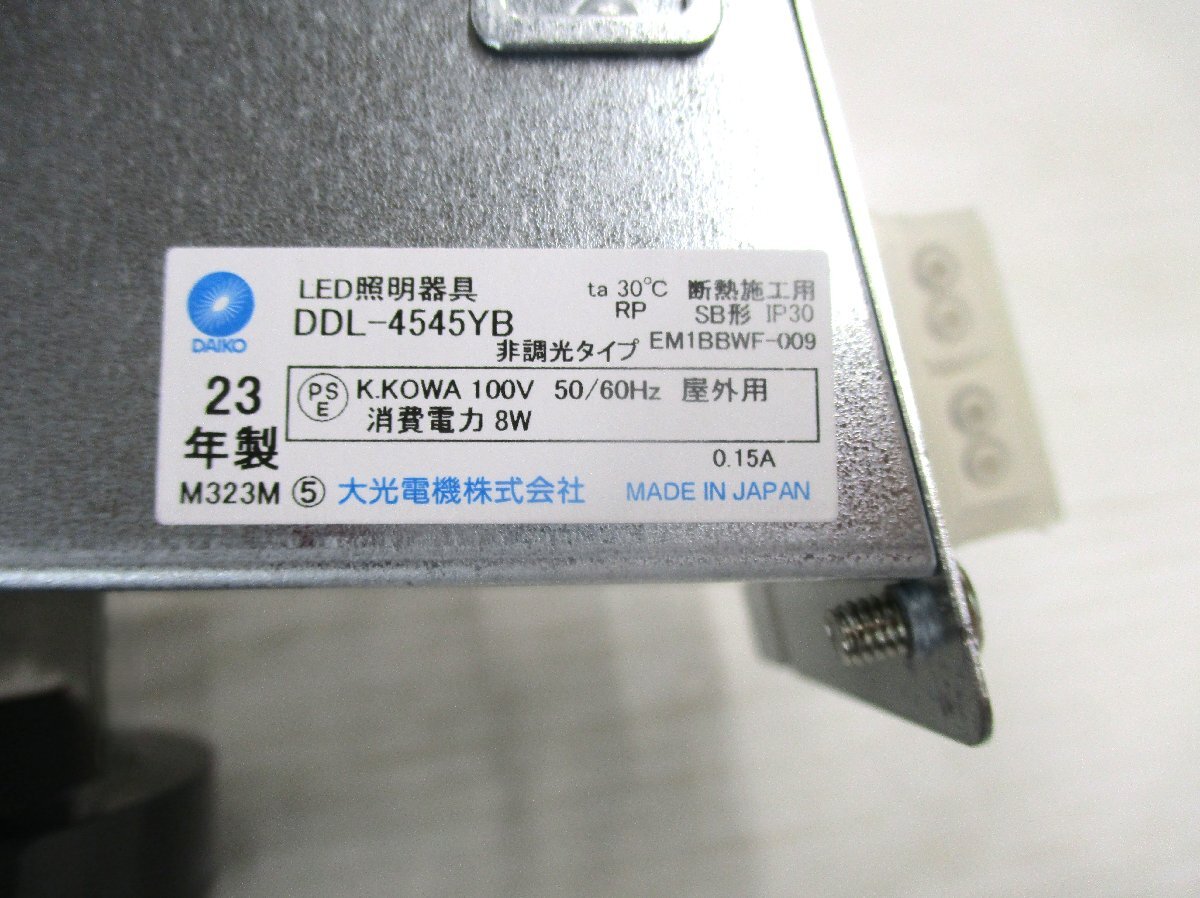 DAIKO
LED照明器具
DDL-4545YB
非調光タイプ
ta 30℃
RP
断熱施工用
SB形 IP30
EM1BBWF-009
23
年製
PS
E
K.KOWA 100V 50/60Hz 屋外用
消費電力 8W
0.15A
M323M ⑤ 大光電機株式会社 MADE IN JAPAN